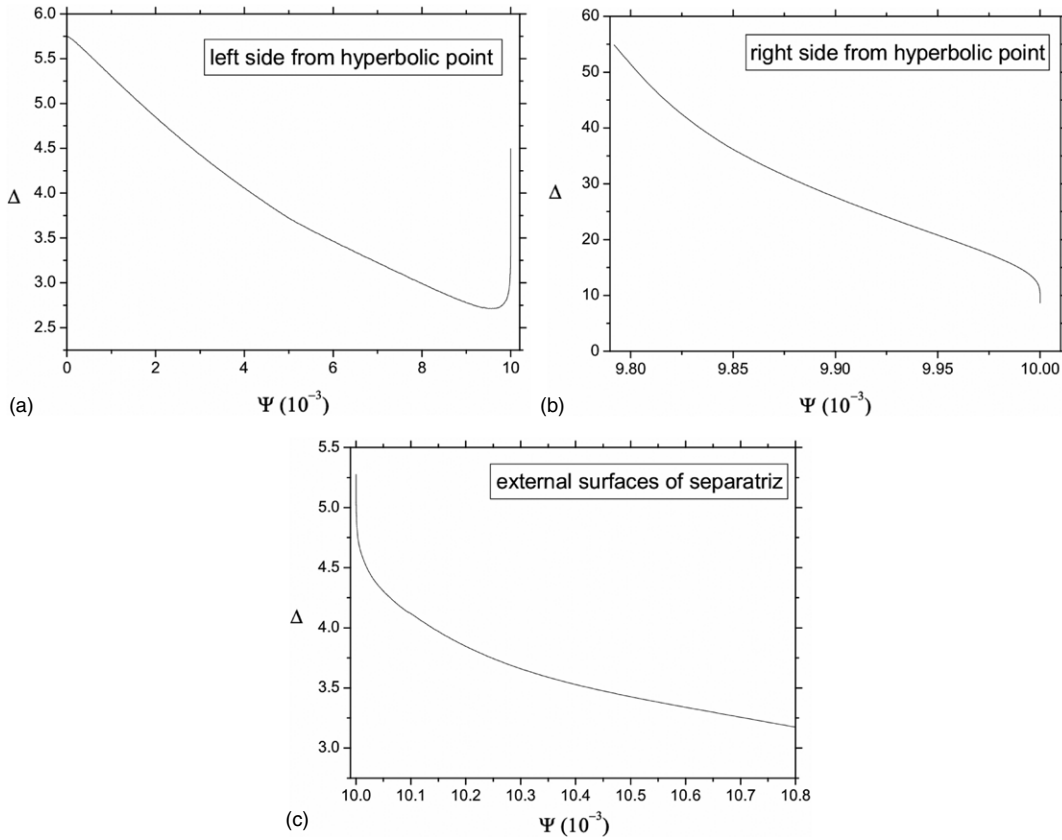 6.0
5.5
5.0
4.5
4.0
3.5
3.0
2.5
Δ
left side from hyperbolic point
0 2 4 6 8 10
Ψ (10⁻³)
(a)
60
50
40
30
20
10
0
Δ
right side from hyperbolic point
9.80 9.85 9.90 9.95 10.00
Ψ (10⁻³)
(b)
5.5
5.0
4.5
4.0
3.5
3.0
Δ
external surfaces of separatriz
10.0 10.1 10.2 10.3 10.4 10.5 10.6 10.7 10.8
Ψ (10⁻³)
(c)